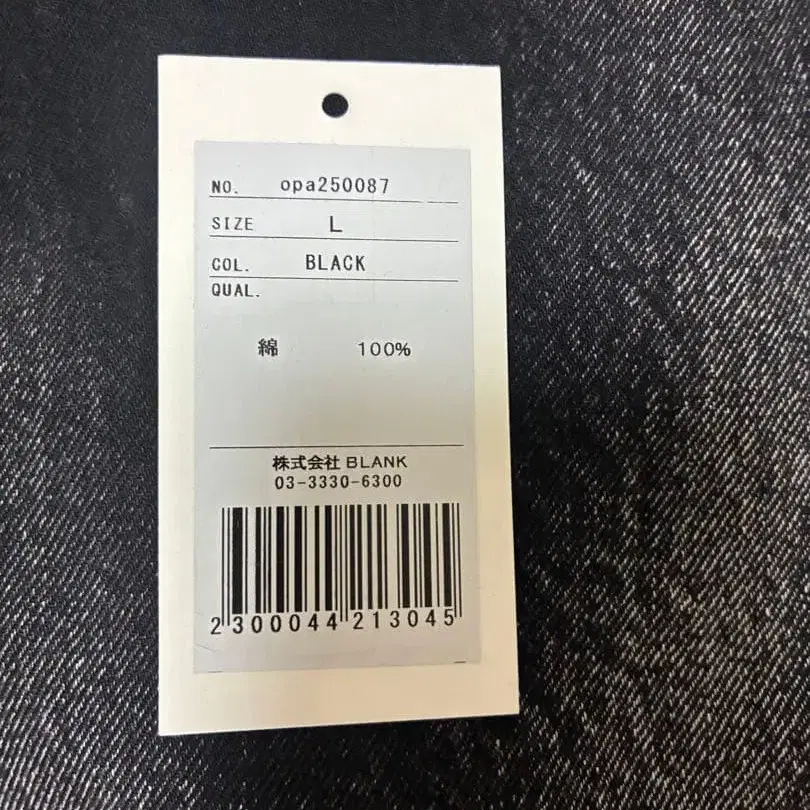 NO. opa250087
SIZE L
COL. BLACK
QUAL.
綿 100%
株式会社 BLANK
03-3330-6300
2300044213045